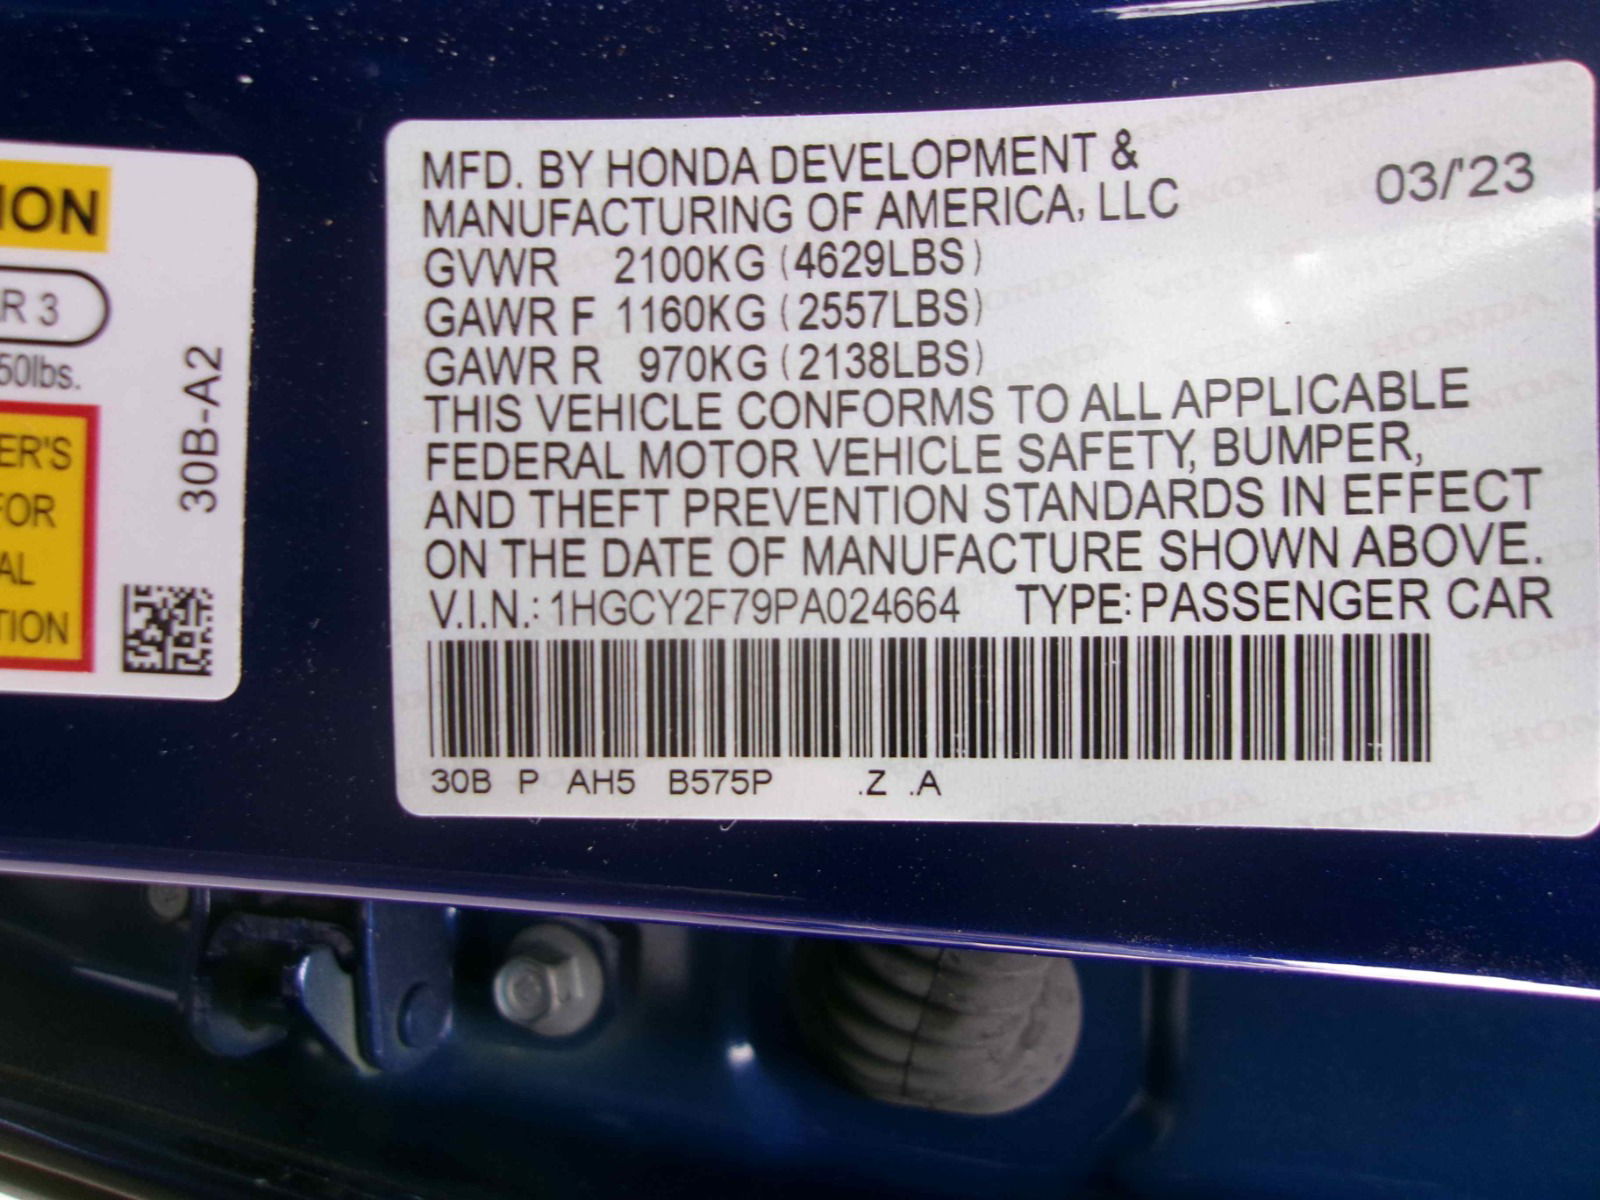 ION
R 3
50lbs.
ER'S
FOR
AL
TION
30B-A2
MFD. BY HONDA DEVELOPMENT &
MANUFACTURING OF AMERICA, LLC
03/'23
GVWR 2100KG (4629LBS)
GAWR F 1160KG (2557LBS)
GAWR R 970KG (2138LBS)
THIS VEHICLE CONFORMS TO ALL APPLICABLE
FEDERAL MOTOR VEHICLE SAFETY, BUMPER,
AND THEFT PREVENTION STANDARDS IN EFFECT
ON THE DATE OF MANUFACTURE SHOWN ABOVE.
V.I.N.: 1HGCY2F79PA024664 TYPE: PASSENGER CAR
30B P AH5 B575P .Z .A